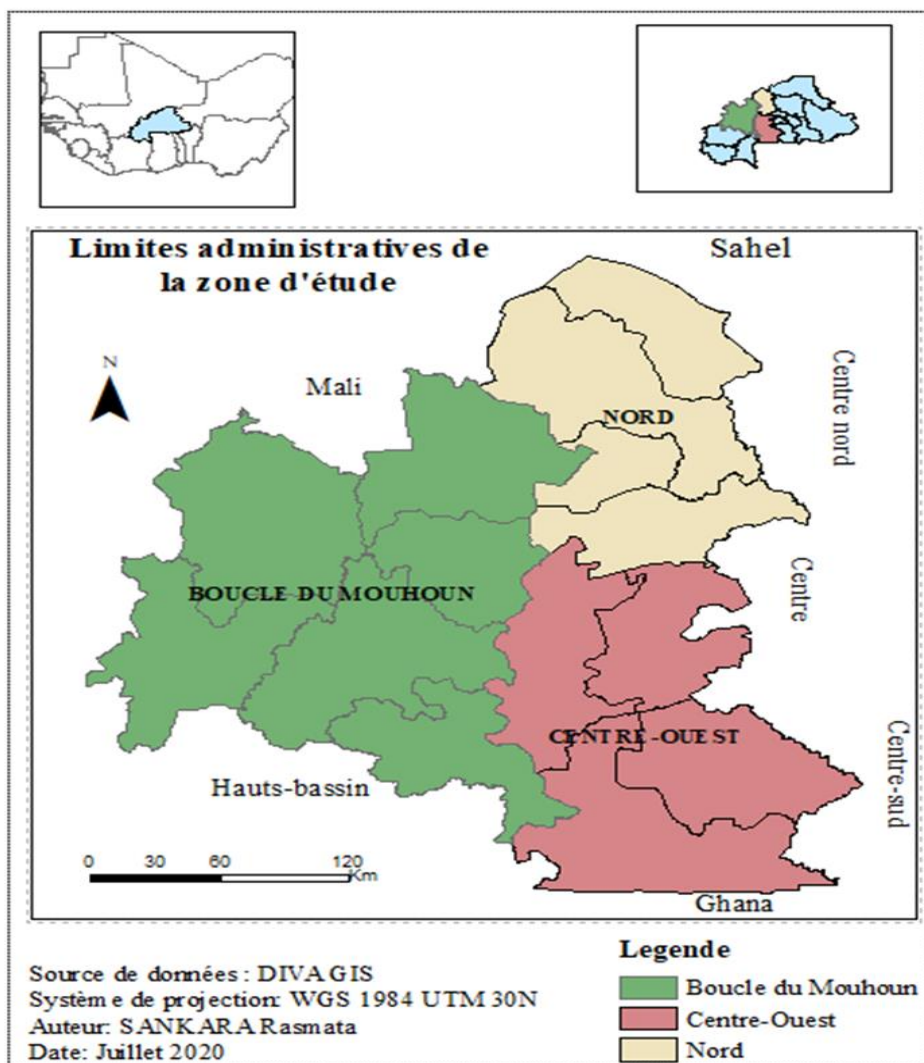 Limites administratives de
la zone d'étude
Sahel
N
Mali
NORD
Centre nord
BOUCLE DU MOUHOUN
Centre
CENTRE-OUEST
Centre-sud
Hauts-bassin
0 30 60 120
Km
Ghana
Legende
Boucle du Mouhoun
Centre-Ouest
Nord
Source de données : DIVA GIS
Système de projection: WGS 1984 UTM 30N
Auteur: SANKARA Rasmata
Date: Juillet 2020